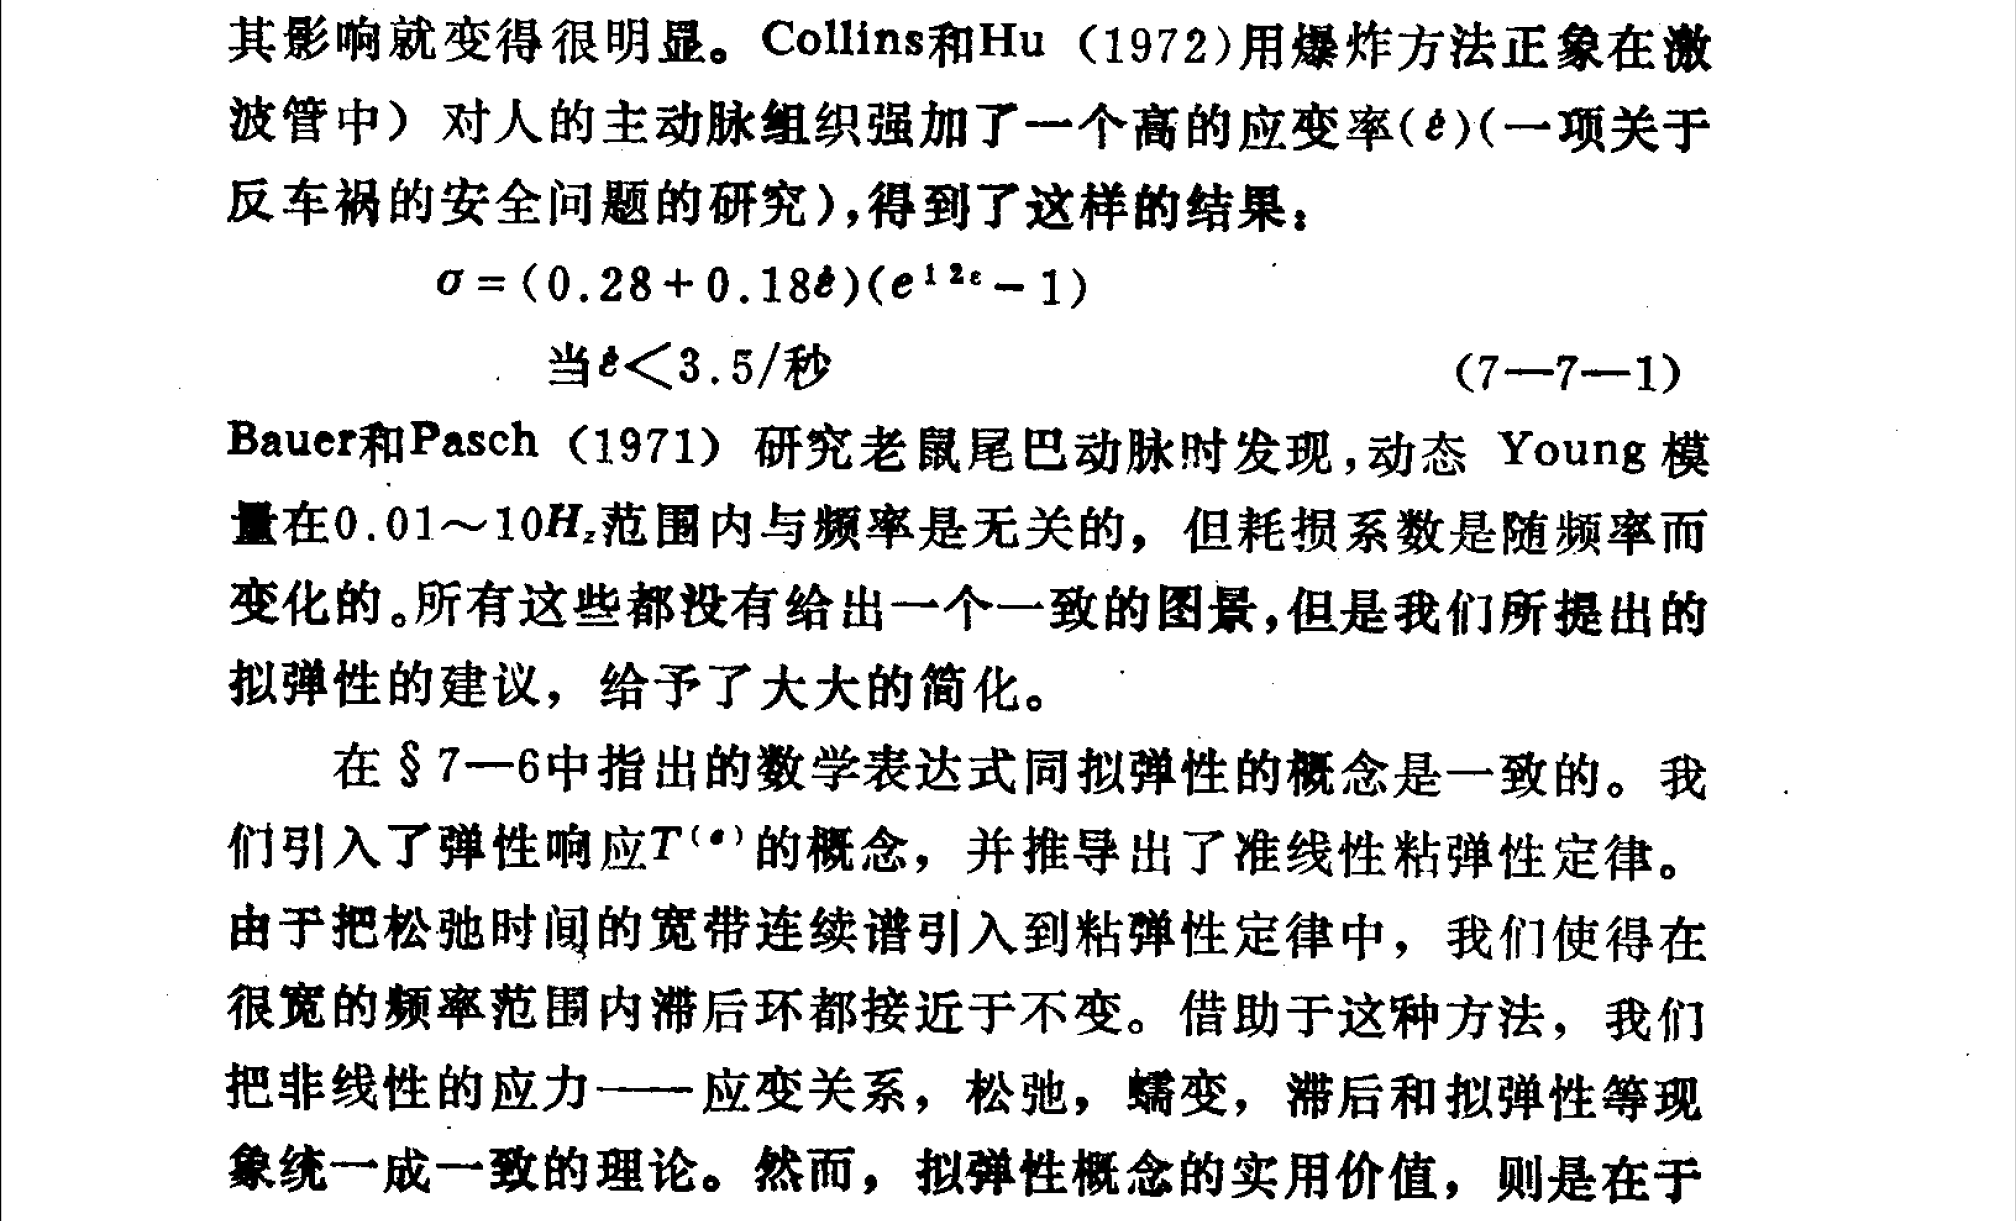 其影响就变得很明显。Collins和Hu（1972)用爆炸方法正象在激
波管中）对人的主动脉组织强加了一个高的应变率(ė)(一项关于
反车祸的安全问题的研究),得到了这样的结果:
σ=(0.28+0.18ė)(e¹²ᵋ-1)
当ė<3.5/秒 (7—7—1)
Bauer和Pasch（1971）研究老鼠尾巴动脉时发现,动态 Young 模
量在0.01～10Hz范围内与频率是无关的，但耗损系数是随频率而
变化的。所有这些都没有给出一个一致的图景,但是我们所提出的
拟弹性的建议，给予了大大的简化。
在§7—6中指出的数学表达式同拟弹性的概念是一致的。我
们引入了弹性响应T⁽ᵉ⁾的概念，并推导出了准线性粘弹性定律。
由于把松弛时间的宽带连续谱引入到粘弹性定律中，我们使得在
很宽的频率范围内滞后环都接近于不变。借助于这种方法，我们
把非线性的应力——应变关系，松弛，蠕变，滞后和拟弹性等现
象统一成一致的理论。然而，拟弹性概念的实用价值，则是在于